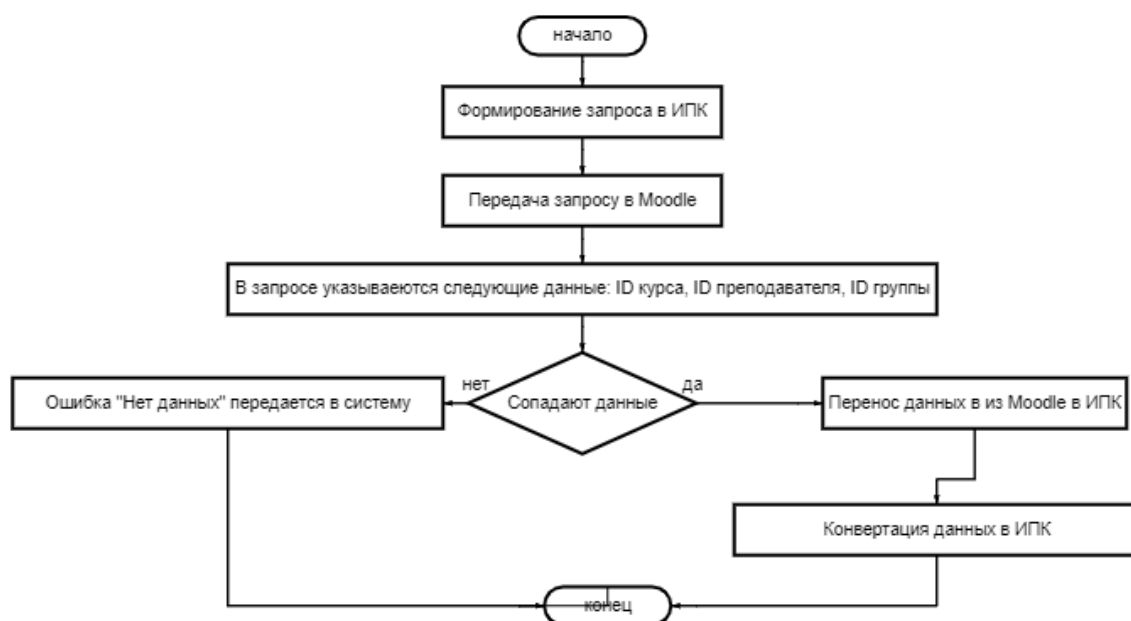 начало
Формирование запроса в ИПК
Передача запросу в Moodle
В запросе указываеются следующие данные: ID курса, ID преподавателя, ID группы
нет
да
Ошибка "Нет данных" передается в систему
Сопадают данные
Перенос данных в из Moodle в ИПК
Конвертация данных в ИПК
конец